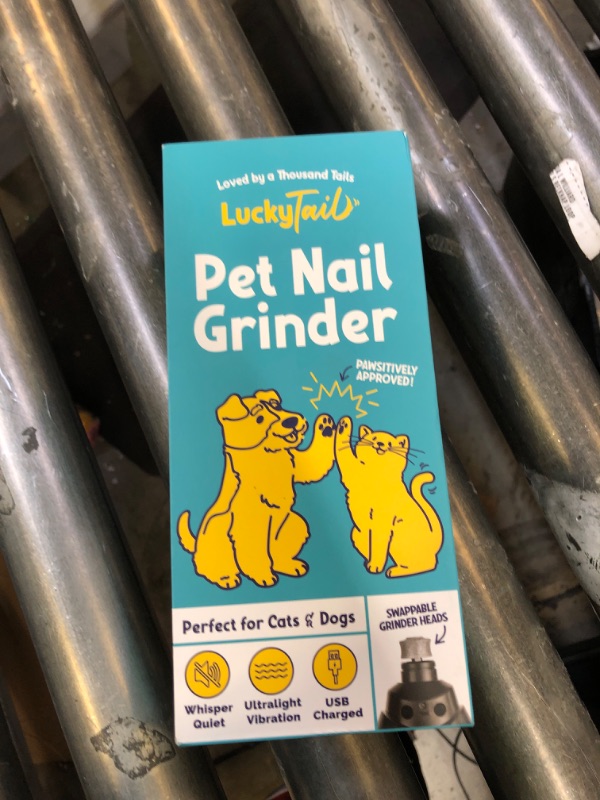 Loved by a Thousand Tails
LuckyTail
Pet Nail
Grinder
PAWSITIVELY
APPROVED!
Perfect for Cats & Dogs
SWAPPABLE
GRINDER HEADS
Whisper
Quiet
Ultralight
Vibration
USB
Charged